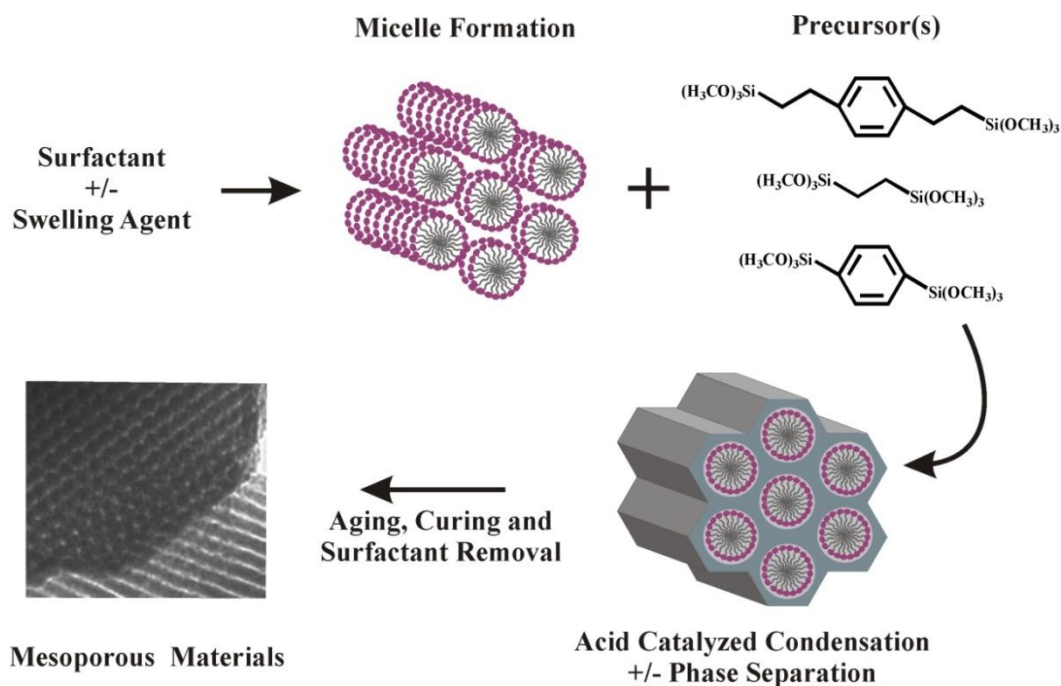 Micelle Formation
Precursor(s)
Surfactant
+/-
Swelling Agent
+
(H₃CO)₃Si
Si(OCH₃)₃
(H₃CO)₃Si
Si(OCH₃)₃
(H₃CO)₃Si
Si(OCH₃)₃
Aging, Curing and
Surfactant Removal
Mesoporous Materials
Acid Catalyzed Condensation
+/- Phase Separation